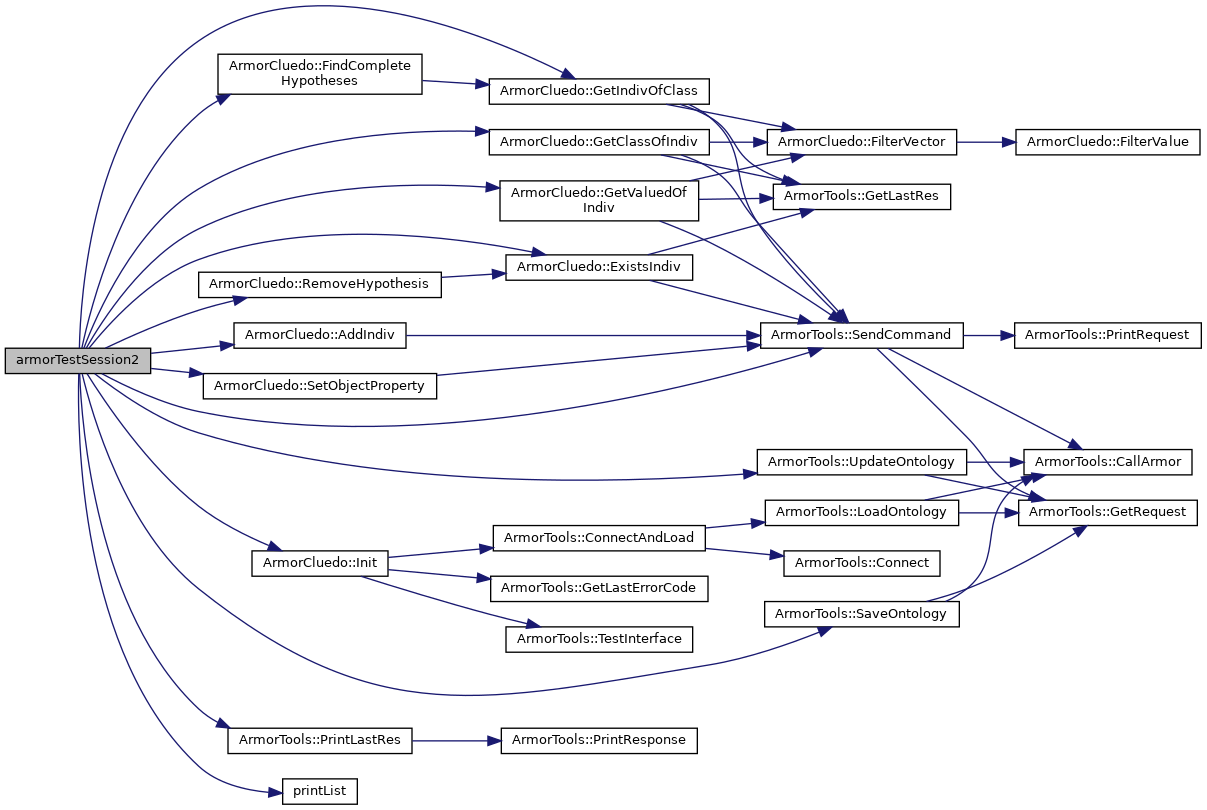 armorTestSession2
ArmorCluedo::FindComplete
Hypotheses
ArmorCluedo::GetIndivOfClass
ArmorCluedo::GetClassOfIndiv
ArmorCluedo::FilterVector
ArmorCluedo::FilterValue
ArmorCluedo::GetValuedOf
Indiv
ArmorTools::GetLastRes
ArmorCluedo::ExistsIndiv
ArmorCluedo::RemoveHypothesis
ArmorCluedo::AddIndiv
ArmorTools::SendCommand
ArmorTools::PrintRequest
ArmorCluedo::SetObjectProperty
ArmorTools::UpdateOntology
ArmorTools::CallArmor
ArmorTools::LoadOntology
ArmorTools::GetRequest
ArmorTools::ConnectAndLoad
ArmorCluedo::Init
ArmorTools::Connect
ArmorTools::GetLastErrorCode
ArmorTools::SaveOntology
ArmorTools::TestInterface
ArmorTools::PrintLastRes
ArmorTools::PrintResponse
printList